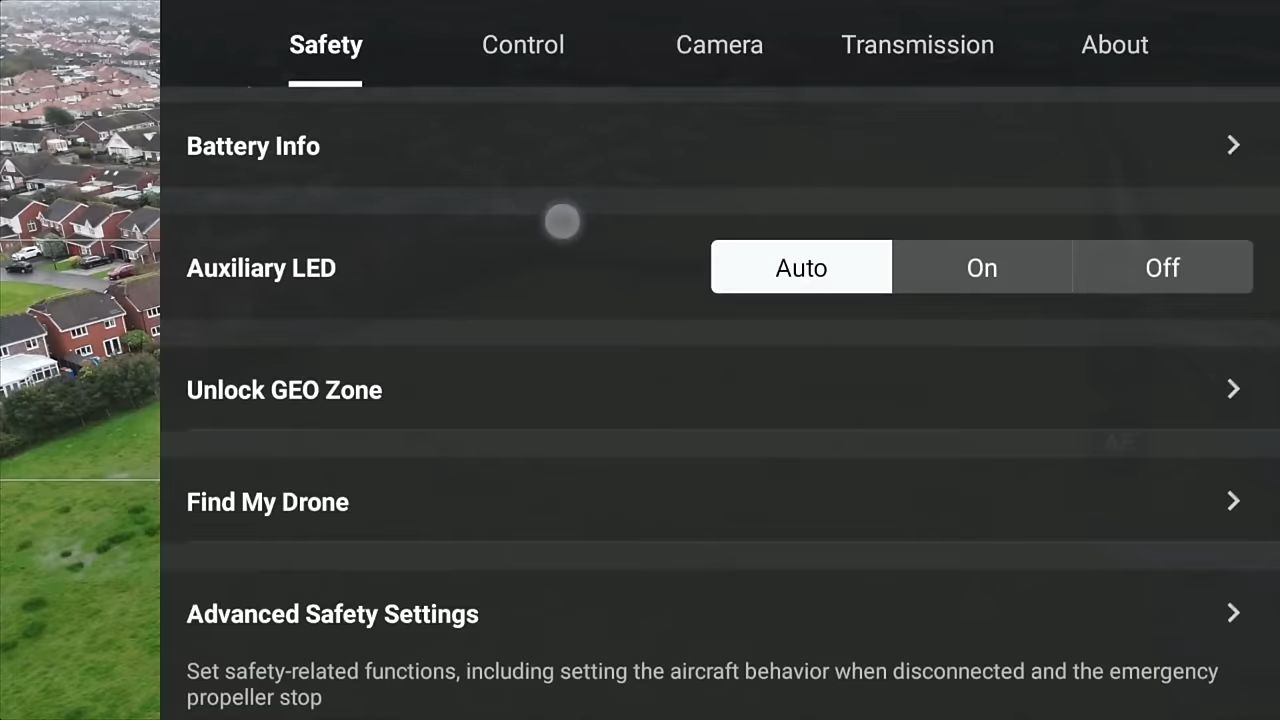 Safety Control Camera Transmission About
Battery Info
Auxiliary LED Auto On Off
Unlock GEO Zone
AE
Find My Drone
Advanced Safety Settings
Set safety-related functions, including setting the aircraft behavior when disconnected and the emergency
propeller stop